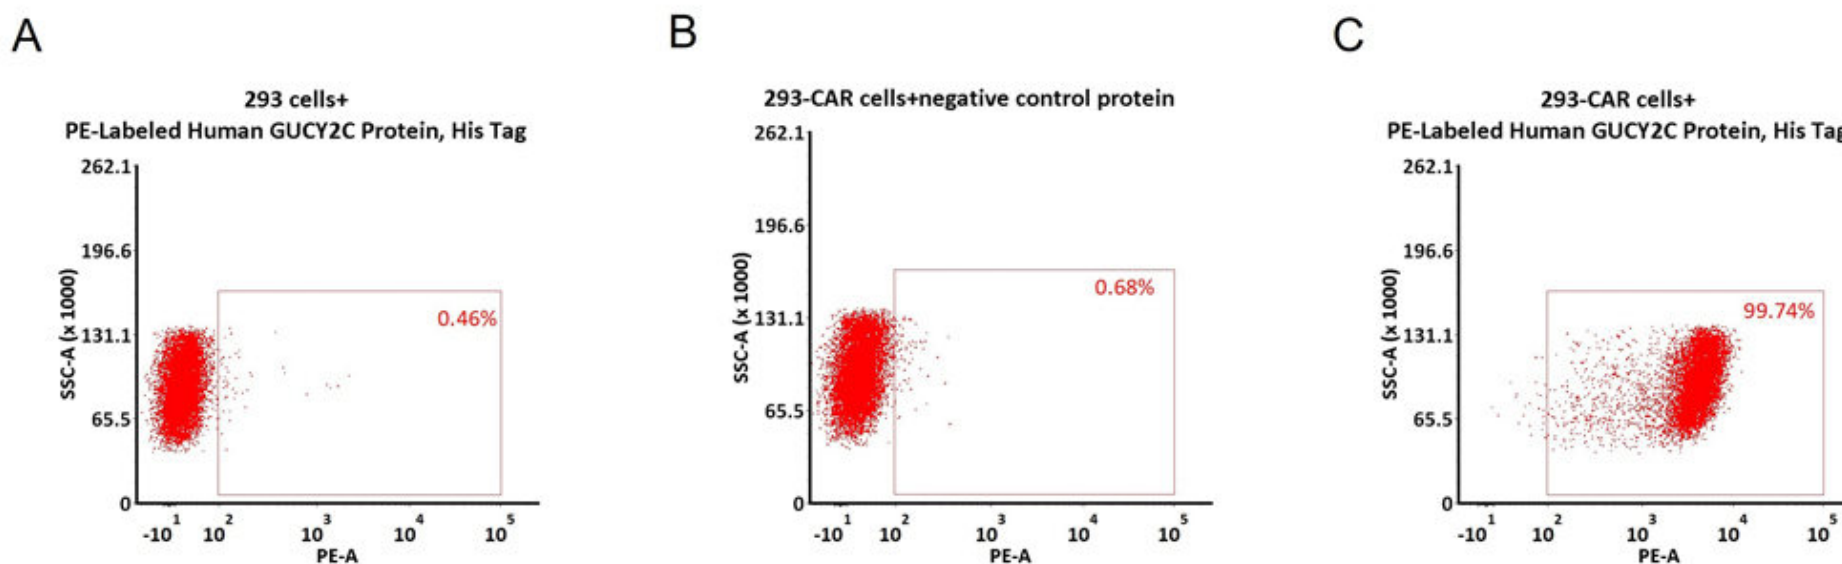 A
293 cells+
PE-Labeled Human GUCY2C Protein, His Tag
262.1
196.6
131.1
65.5
0
SSC-A (x 1000)
0.46%
-10 1 10 2 10 3 10 4 10 5
PE-A
B
293-CAR cells+negative control protein
262.1
196.6
131.1
65.5
0
SSC-A (x 1000)
0.68%
-10 1 10 2 10 3 10 4 10 5
PE-A
C
293-CAR cells+
PE-Labeled Human GUCY2C Protein, His Tag
262.1
196.6
131.1
65.5
0
SSC-A (x 1000)
99.74%
-10 1 10 2 10 3 10 4 10 5
PE-A